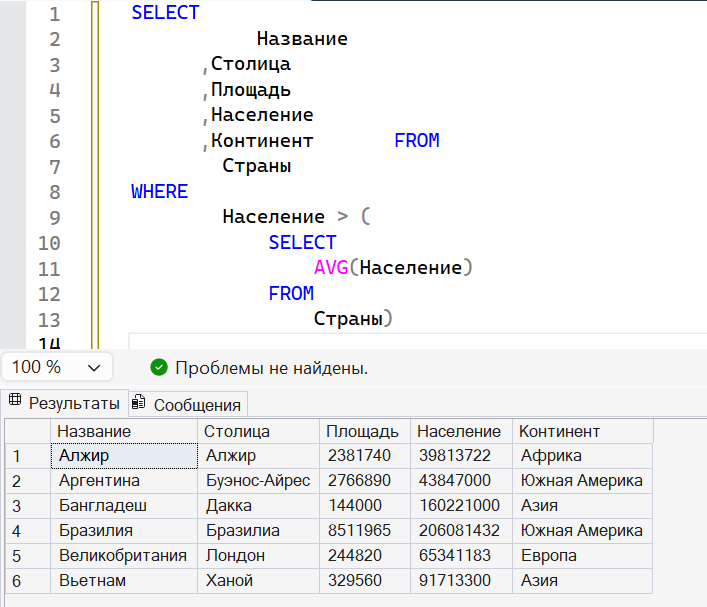 1 SELECT
2 Название
3 ,Столица
4 ,Площадь
5 ,Население
6 ,Континент FROM
7 Страны
8 WHERE
9 Население > (
10 SELECT
11 AVG(Население)
12 FROM
13 Страны)
14
100 % Проблемы не найдены.
Результаты Сообщения
Название Столица Площадь Население Континент
1 Алжир Алжир 2381740 39813722 Африка
2 Аргентина Буэнос-Айрес 2766890 43847000 Южная Америка
3 Бангладеш Дакка 144000 160221000 Азия
4 Бразилия Бразилиа 8511965 206081432 Южная Америка
5 Великобритания Лондон 244820 65341183 Европа
6 Вьетнам Ханой 329560 91713300 Азия